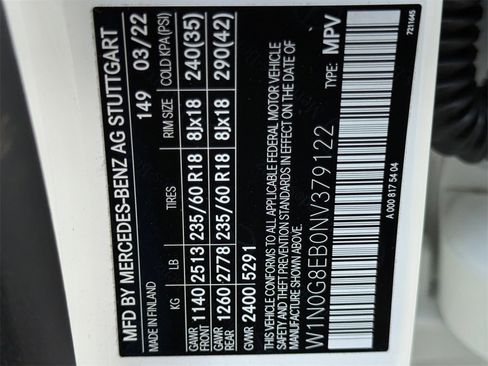 MFD BY MERCEDES-BENZ AG STUTTGART
MADE IN FINLAND 149 03/22
KG LB TIRES RIM SIZE COLD KPA(PSI)
GAWR FRONT 1140 2513 235/60 R18 8Jx18 240(35)
GAWR REAR 1260 2778 235/60 R18 8Jx18 290(42)
GWR 2400 5291
THIS VEHICLE CONFORMS TO ALL APPLICABLE FEDERAL MOTOR VEHICLE
SAFETY AND THEFT PREVENTION STANDARDS IN EFFECT ON THE DATE OF
MANUFACTURE SHOWN ABOVE.
W1N0G8EB0NV379122 TYPE: MPV
A 000 817 54 04
7211645